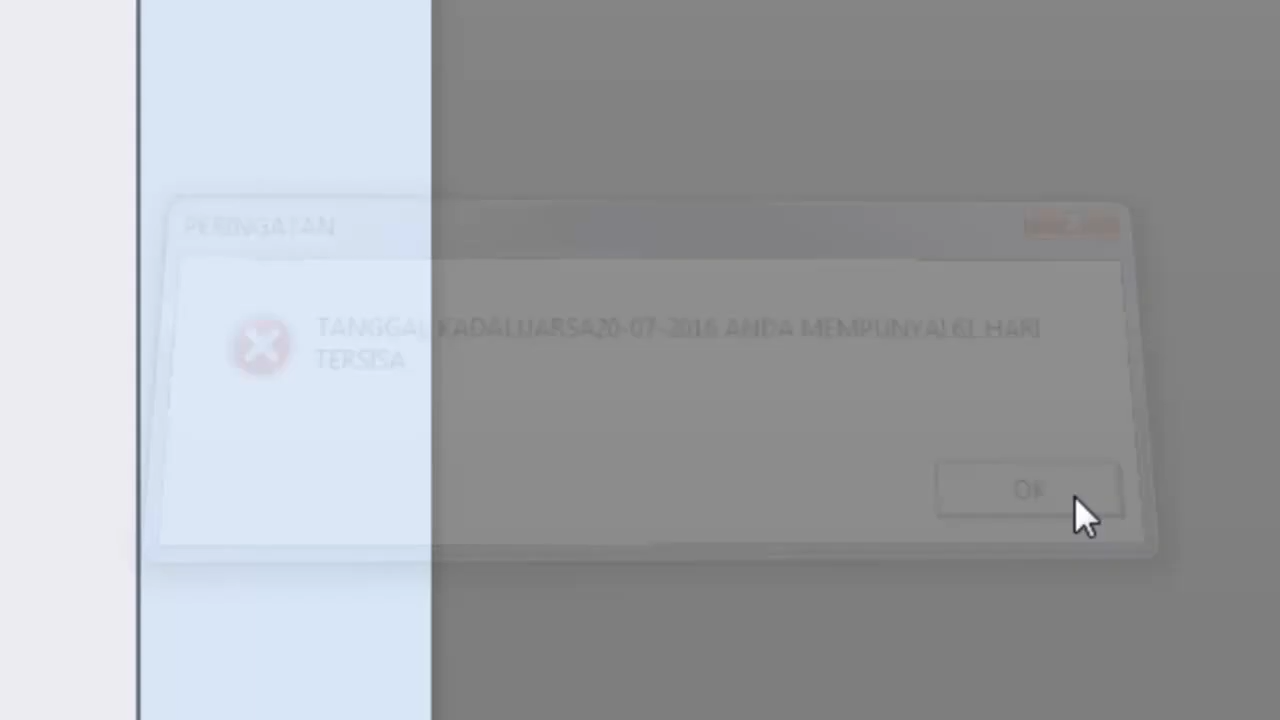 PERINGATAN
TANGGAL KADALUARSA20-07-2016 ANDA MEMPUNYAI 61 HARI
TERSISA
OK